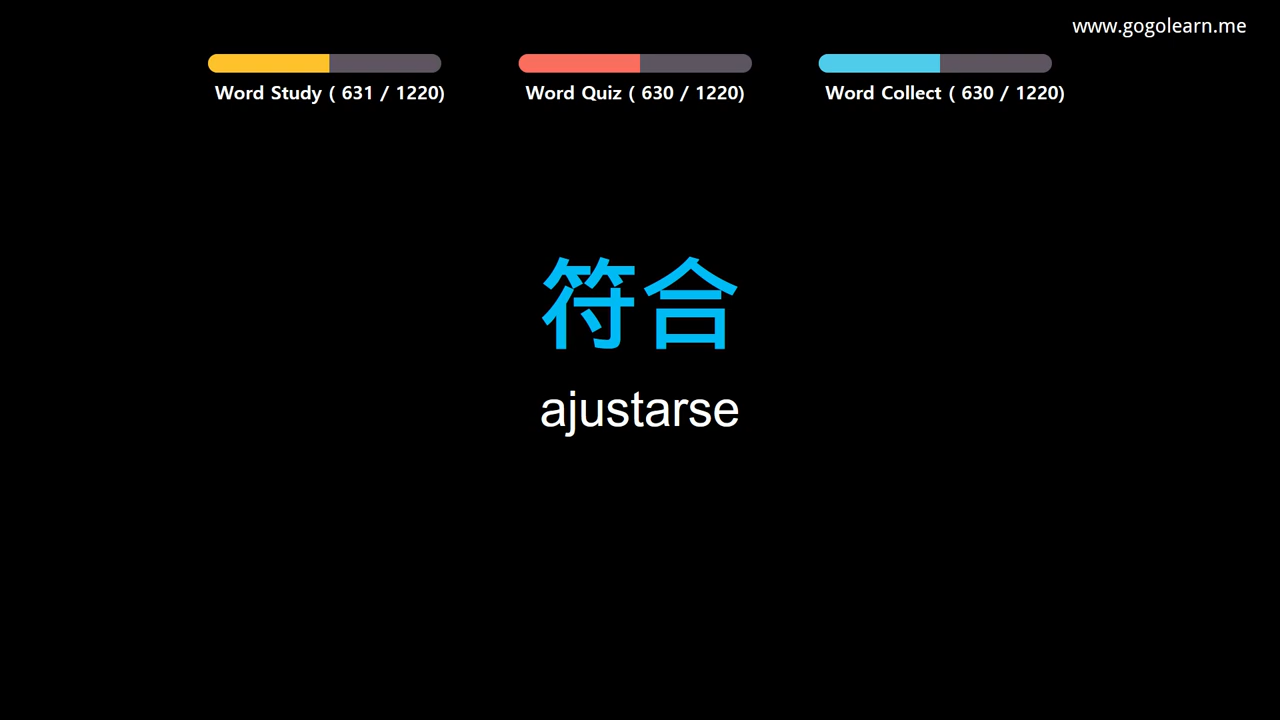 www.gogolearn.me
Word Study ( 631 / 1220)
Word Quiz ( 630 / 1220)
Word Collect ( 630 / 1220)
符合
ajustarse